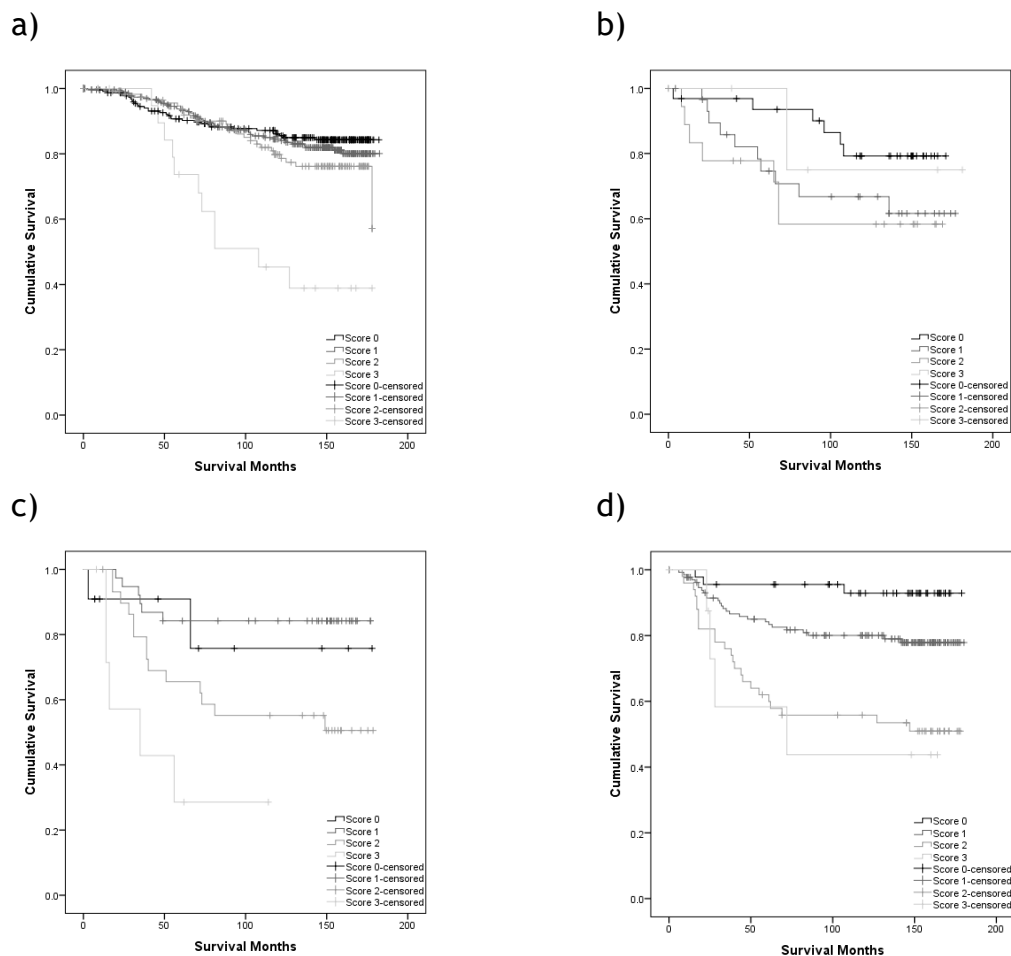 a)
Cumulative Survival
1.0
0.8
0.6
0.4
0.2
0.0
Score 0
Score 1
Score 2
Score 3
Score 0-censored
Score 1-censored
Score 2-censored
Score 3-censored
0 50 100 150 200
Survival Months
b)
Cumulative Survival
1.0
0.8
0.6
0.4
0.2
0.0
Score 0
Score 1
Score 2
Score 3
Score 0-censored
Score 1-censored
Score 2-censored
Score 3-censored
0 50 100 150 200
Survival Months
c)
Cumulative Survival
1.0
0.8
0.6
0.4
0.2
0.0
Score 0
Score 1
Score 2
Score 3
Score 0-censored
Score 1-censored
Score 2-censored
Score 3-censored
0 50 100 150 200
Survival Months
d)
Cumulative Survival
1.0
0.8
0.6
0.4
0.2
0.0
Score 0
Score 1
Score 2
Score 3
Score 0-censored
Score 1-censored
Score 2-censored
Score 3-censored
0 50 100 150 200
Survival Months